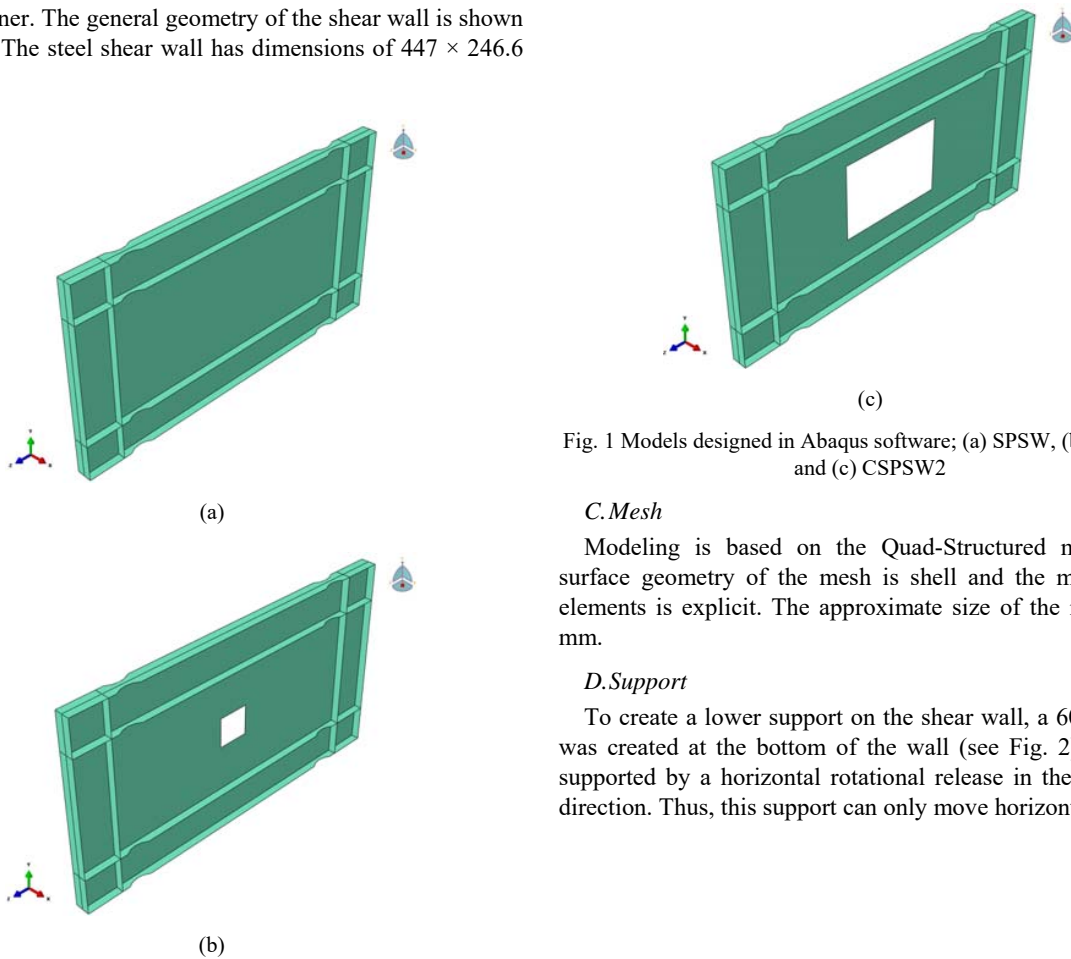 ner. The general geometry of the shear wall is shown
The steel shear wall has dimensions of 447 × 246.6
(a)
(b)
(c)
Fig. 1 Models designed in Abaqus software; (a) SPSW, (b
and (c) CSPSW2
C.Mesh
Modeling is based on the Quad-Structured m
surface geometry of the mesh is shell and the m
elements is explicit. The approximate size of the
mm.
D.Support
To create a lower support on the shear wall, a 60
was created at the bottom of the wall (see Fig. 2
supported by a horizontal rotational release in the
direction. Thus, this support can only move horizont